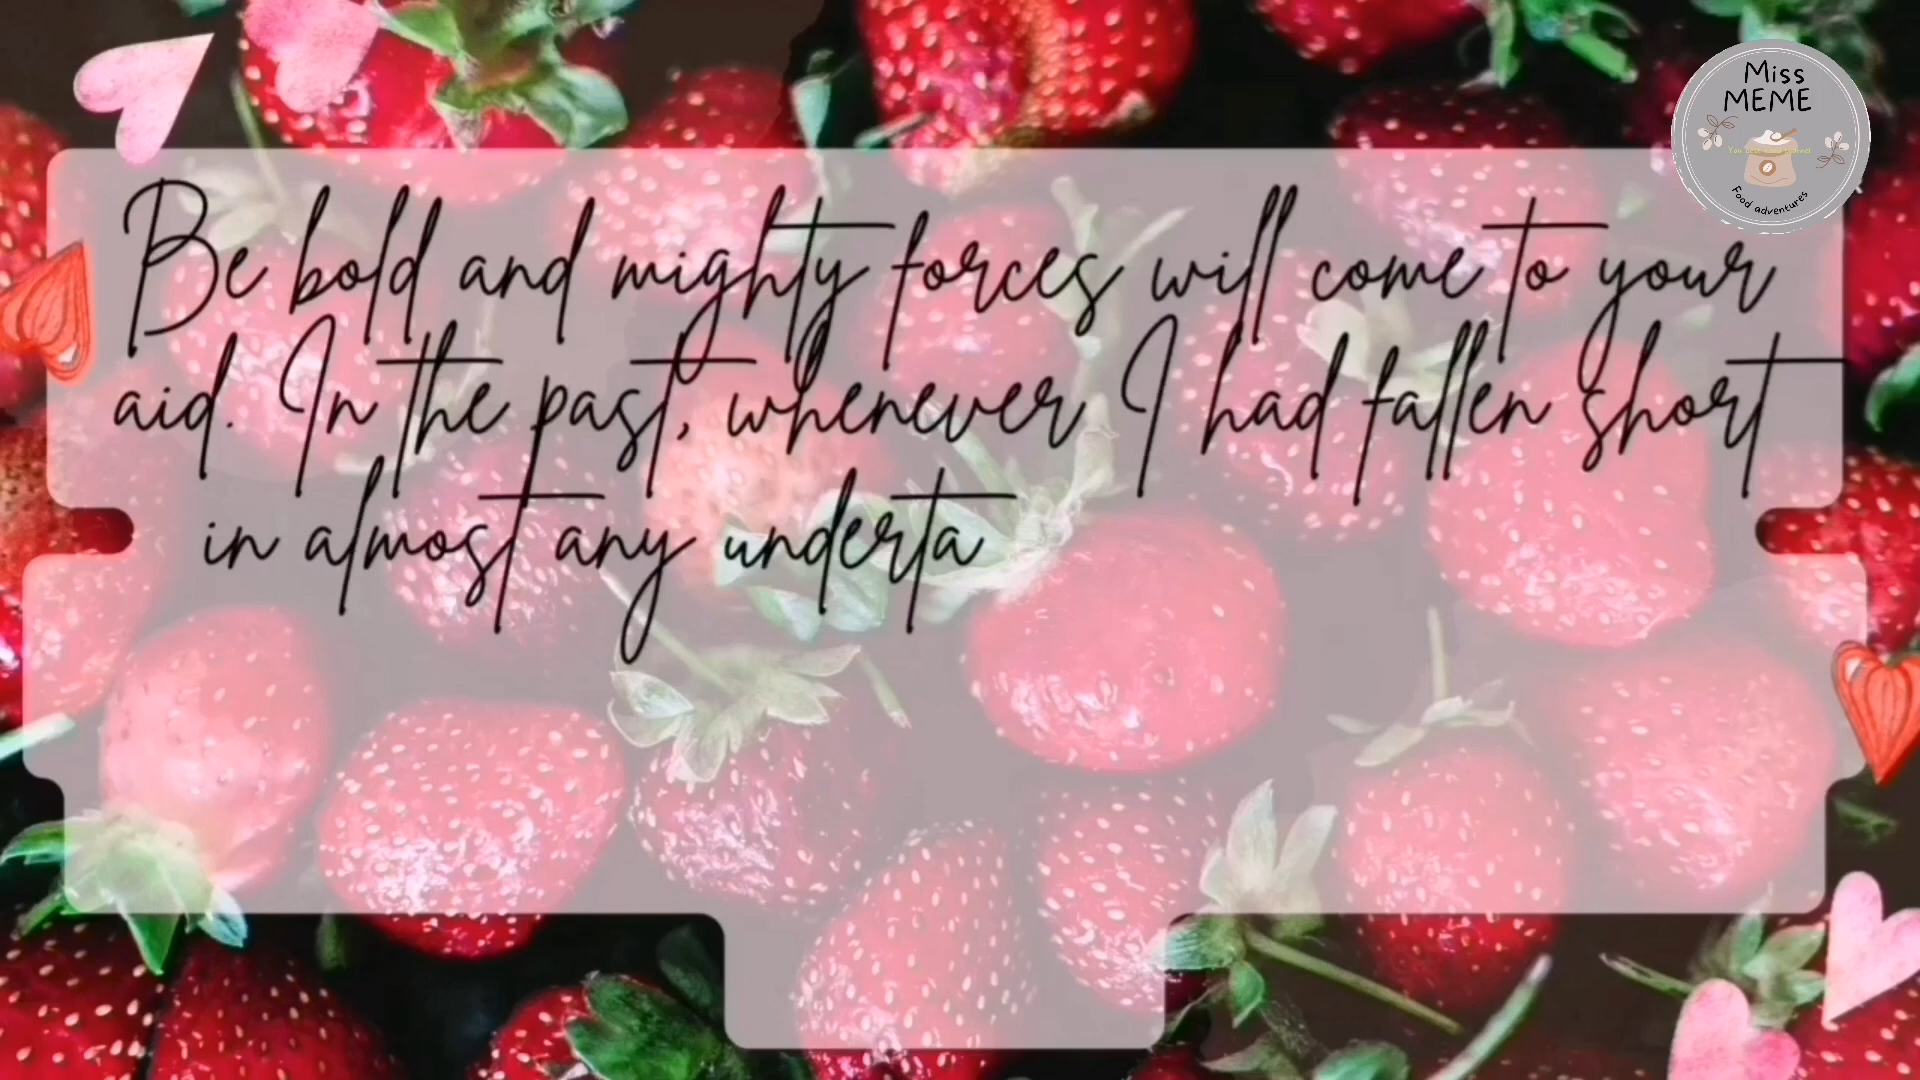 Miss
MEME
Food adventures
Be bold and mighty forces will come to your
aid. In the past, whenever I had fallen short
in almost any underta